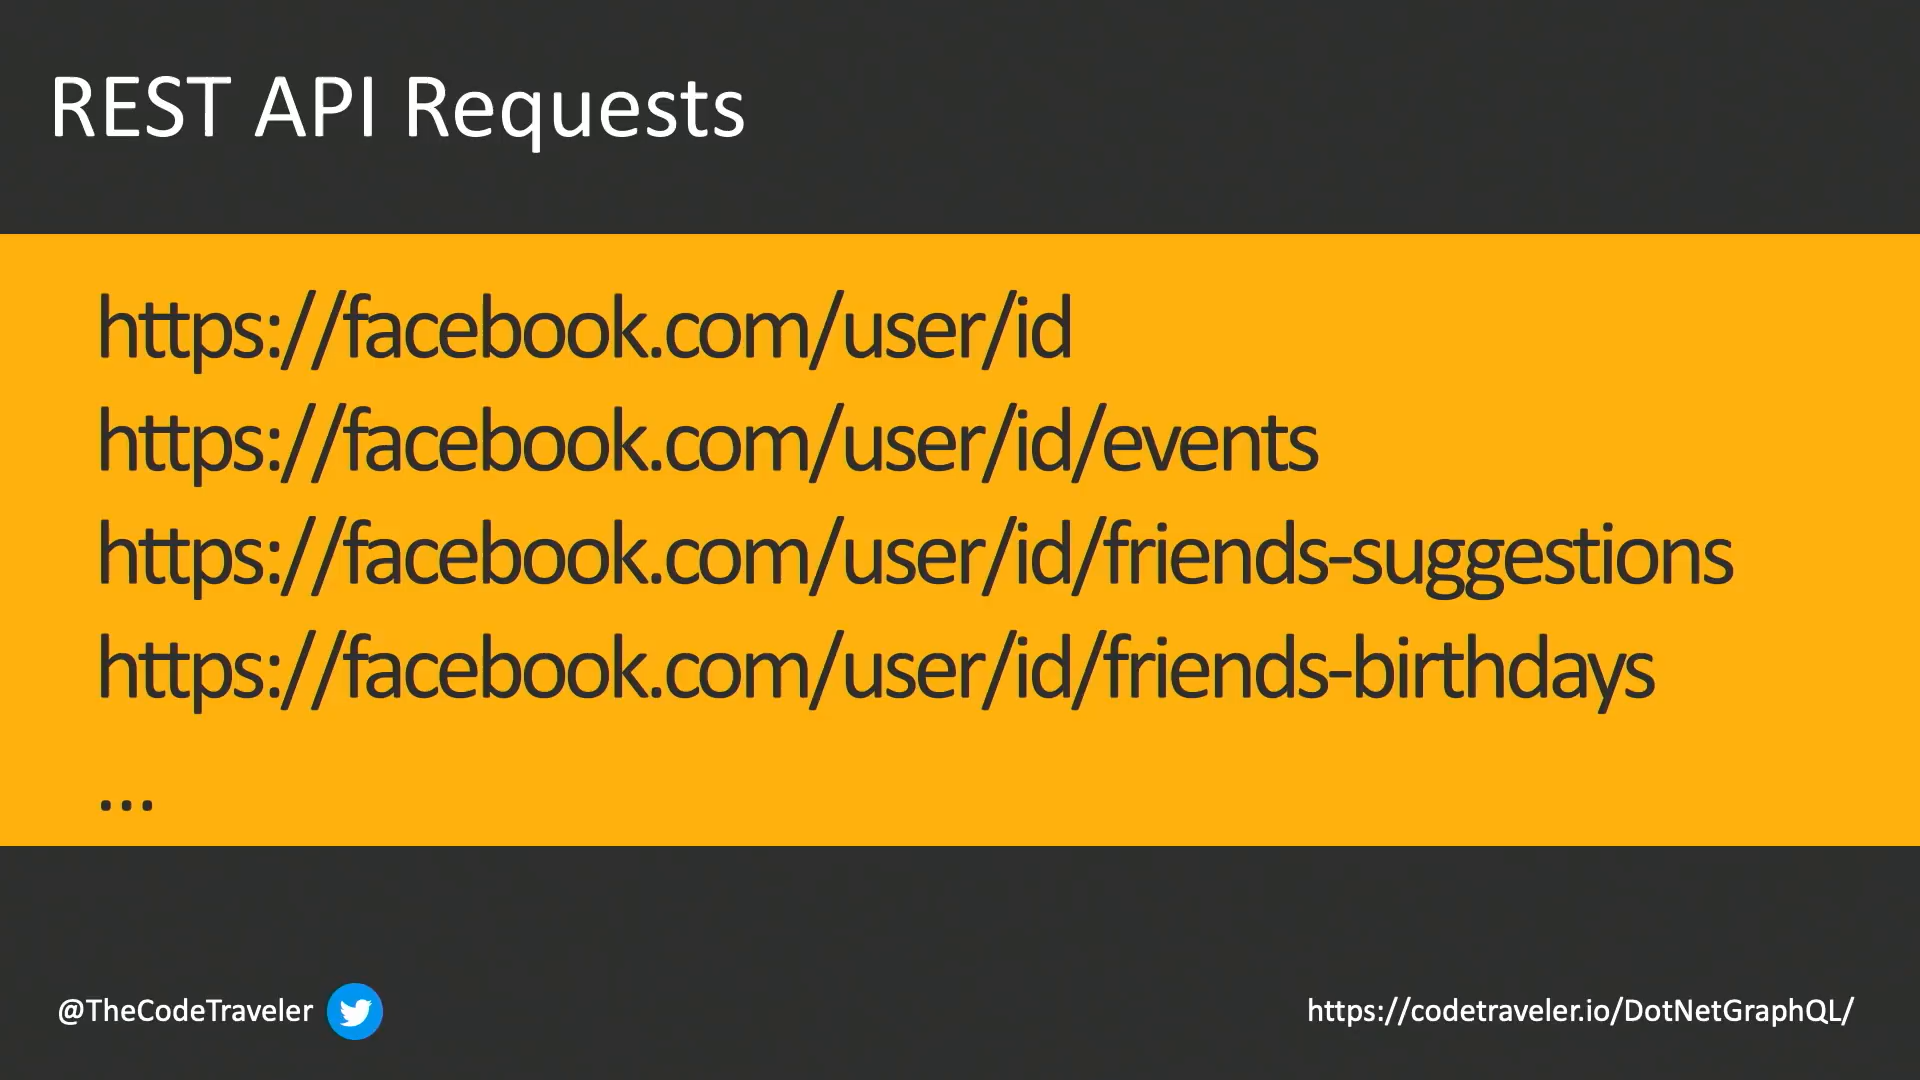 REST API Requests
https://facebook.com/user/id
https://facebook.com/user/id/events
https://facebook.com/user/id/friends-suggestions
https://facebook.com/user/id/friends-birthdays
...
@TheCodeTraveler
https://codetraveler.io/DotNetGraphQL/